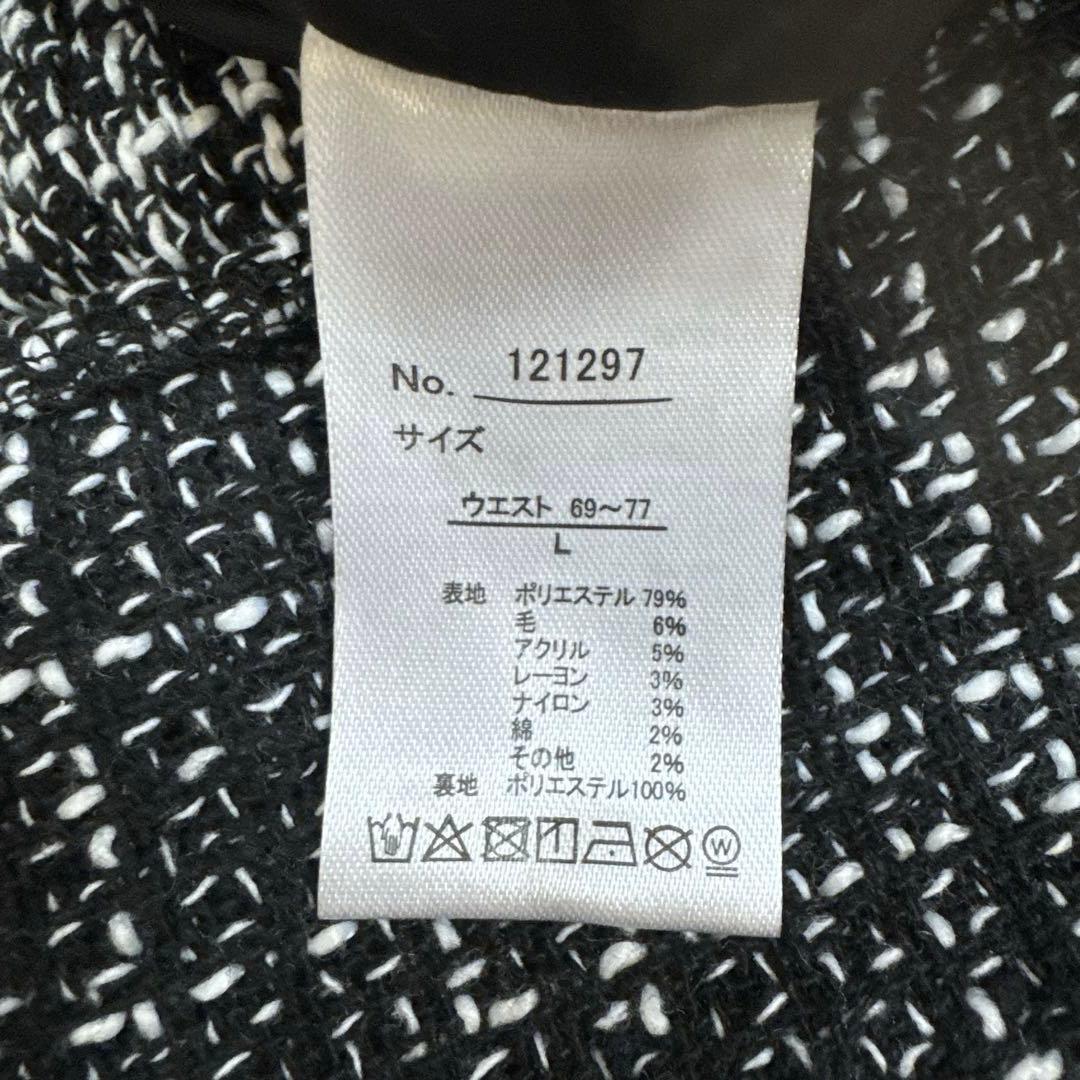 No. 121297
サイズ
ウエスト 69～77
L
表地 ポリエステル 79%
毛 6%
アクリル 5%
レーヨン 3%
ナイロン 3%
綿 2%
その他 2%
裏地 ポリエステル100%
W